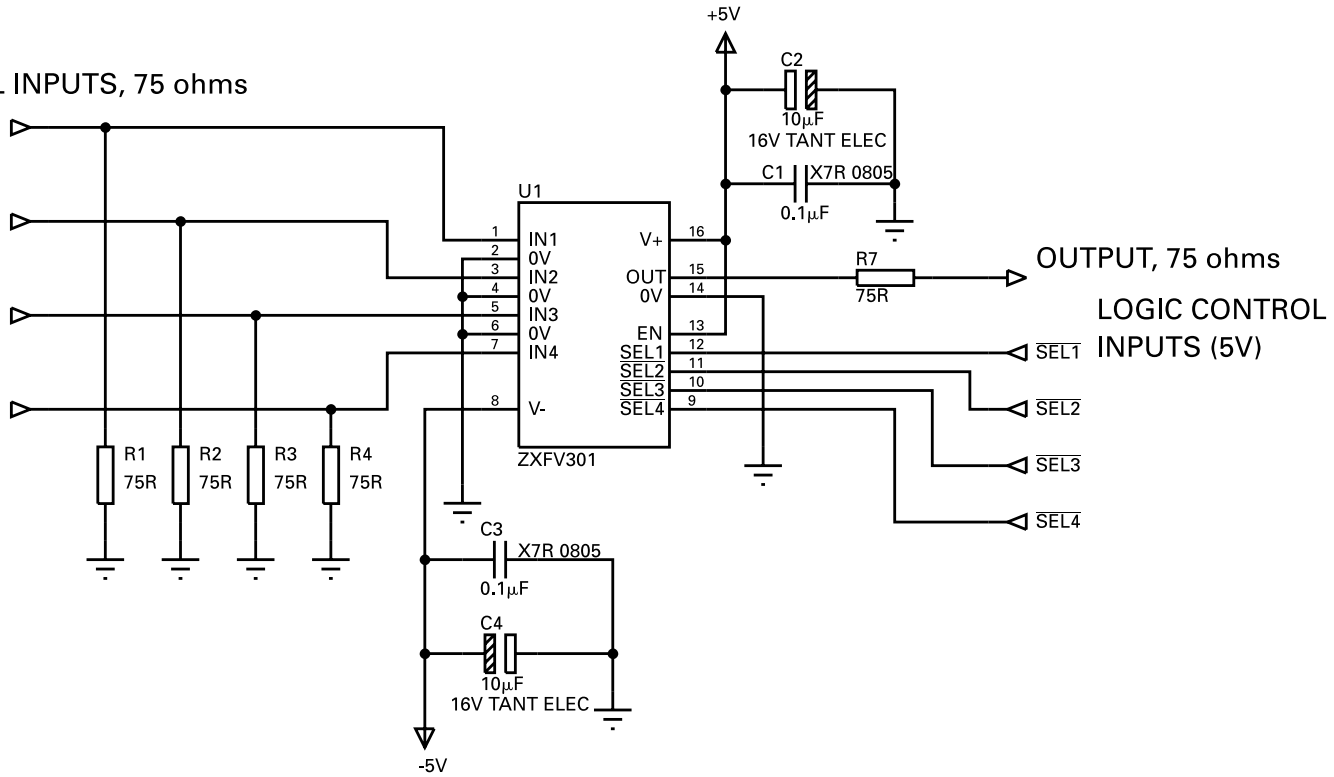 +5V
C2
10µF
16V TANT ELEC
C1 X7R 0805
0.1µF
INPUTS, 75 ohms
U1
1 IN1
2 0V
3 IN2
4 0V
5 IN3
6 0V
7 IN4
8 V-
V+ 16
OUT 15
0V 14
EN 13
SEL1 12
SEL2 11
SEL3 10
SEL4 9
ZXFV301
R7
75R
OUTPUT, 75 ohms
LOGIC CONTROL
INPUTS (5V)
SEL1
SEL2
SEL3
SEL4
R1
75R
R2
75R
R3
75R
R4
75R
C3
X7R 0805
0.1µF
C4
10µF
16V TANT ELEC
-5V